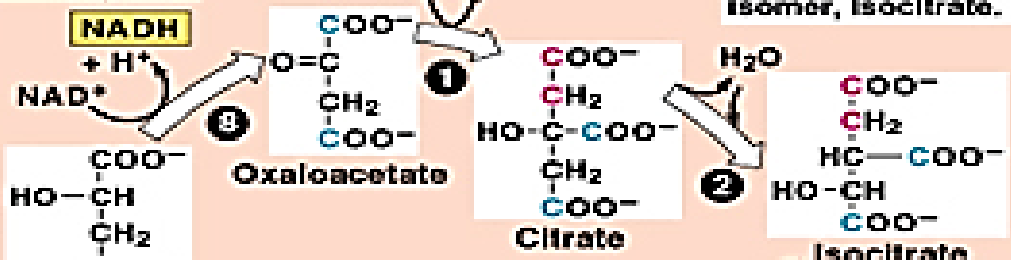 isomer, isocitrate.
NADH
+ H⁺
NAD⁺
8
COO⁻
O=C
CH₂
COO⁻
Oxaloacetate
1
COO⁻
CH₂
HO-C-COO⁻
CH₂
COO⁻
Citrate
H₂O
2
COO⁻
CH₂
HC—COO⁻
HO-CH
COO⁻
Isocitrate
COO⁻
HO—CH
CH₂